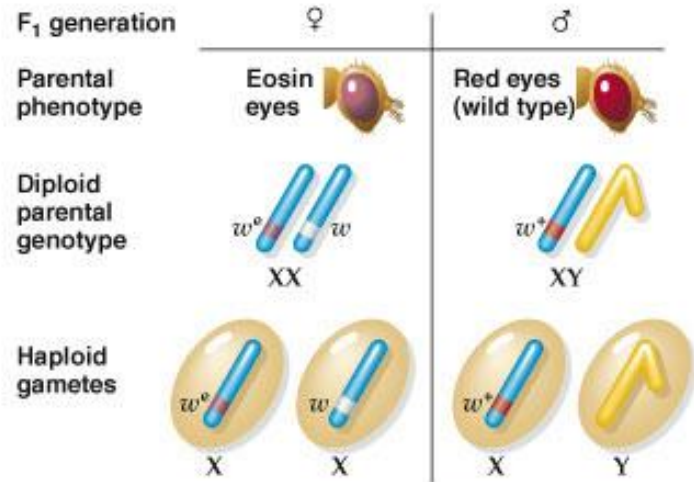 F₁ generation ♀ ♂
Parental phenotype
Eosin eyes
Red eyes (wild type)
Diploid parental genotype
wᵉ w
XX
w⁺
XY
Haploid gametes
wᵉ w
X X
w⁺
X Y